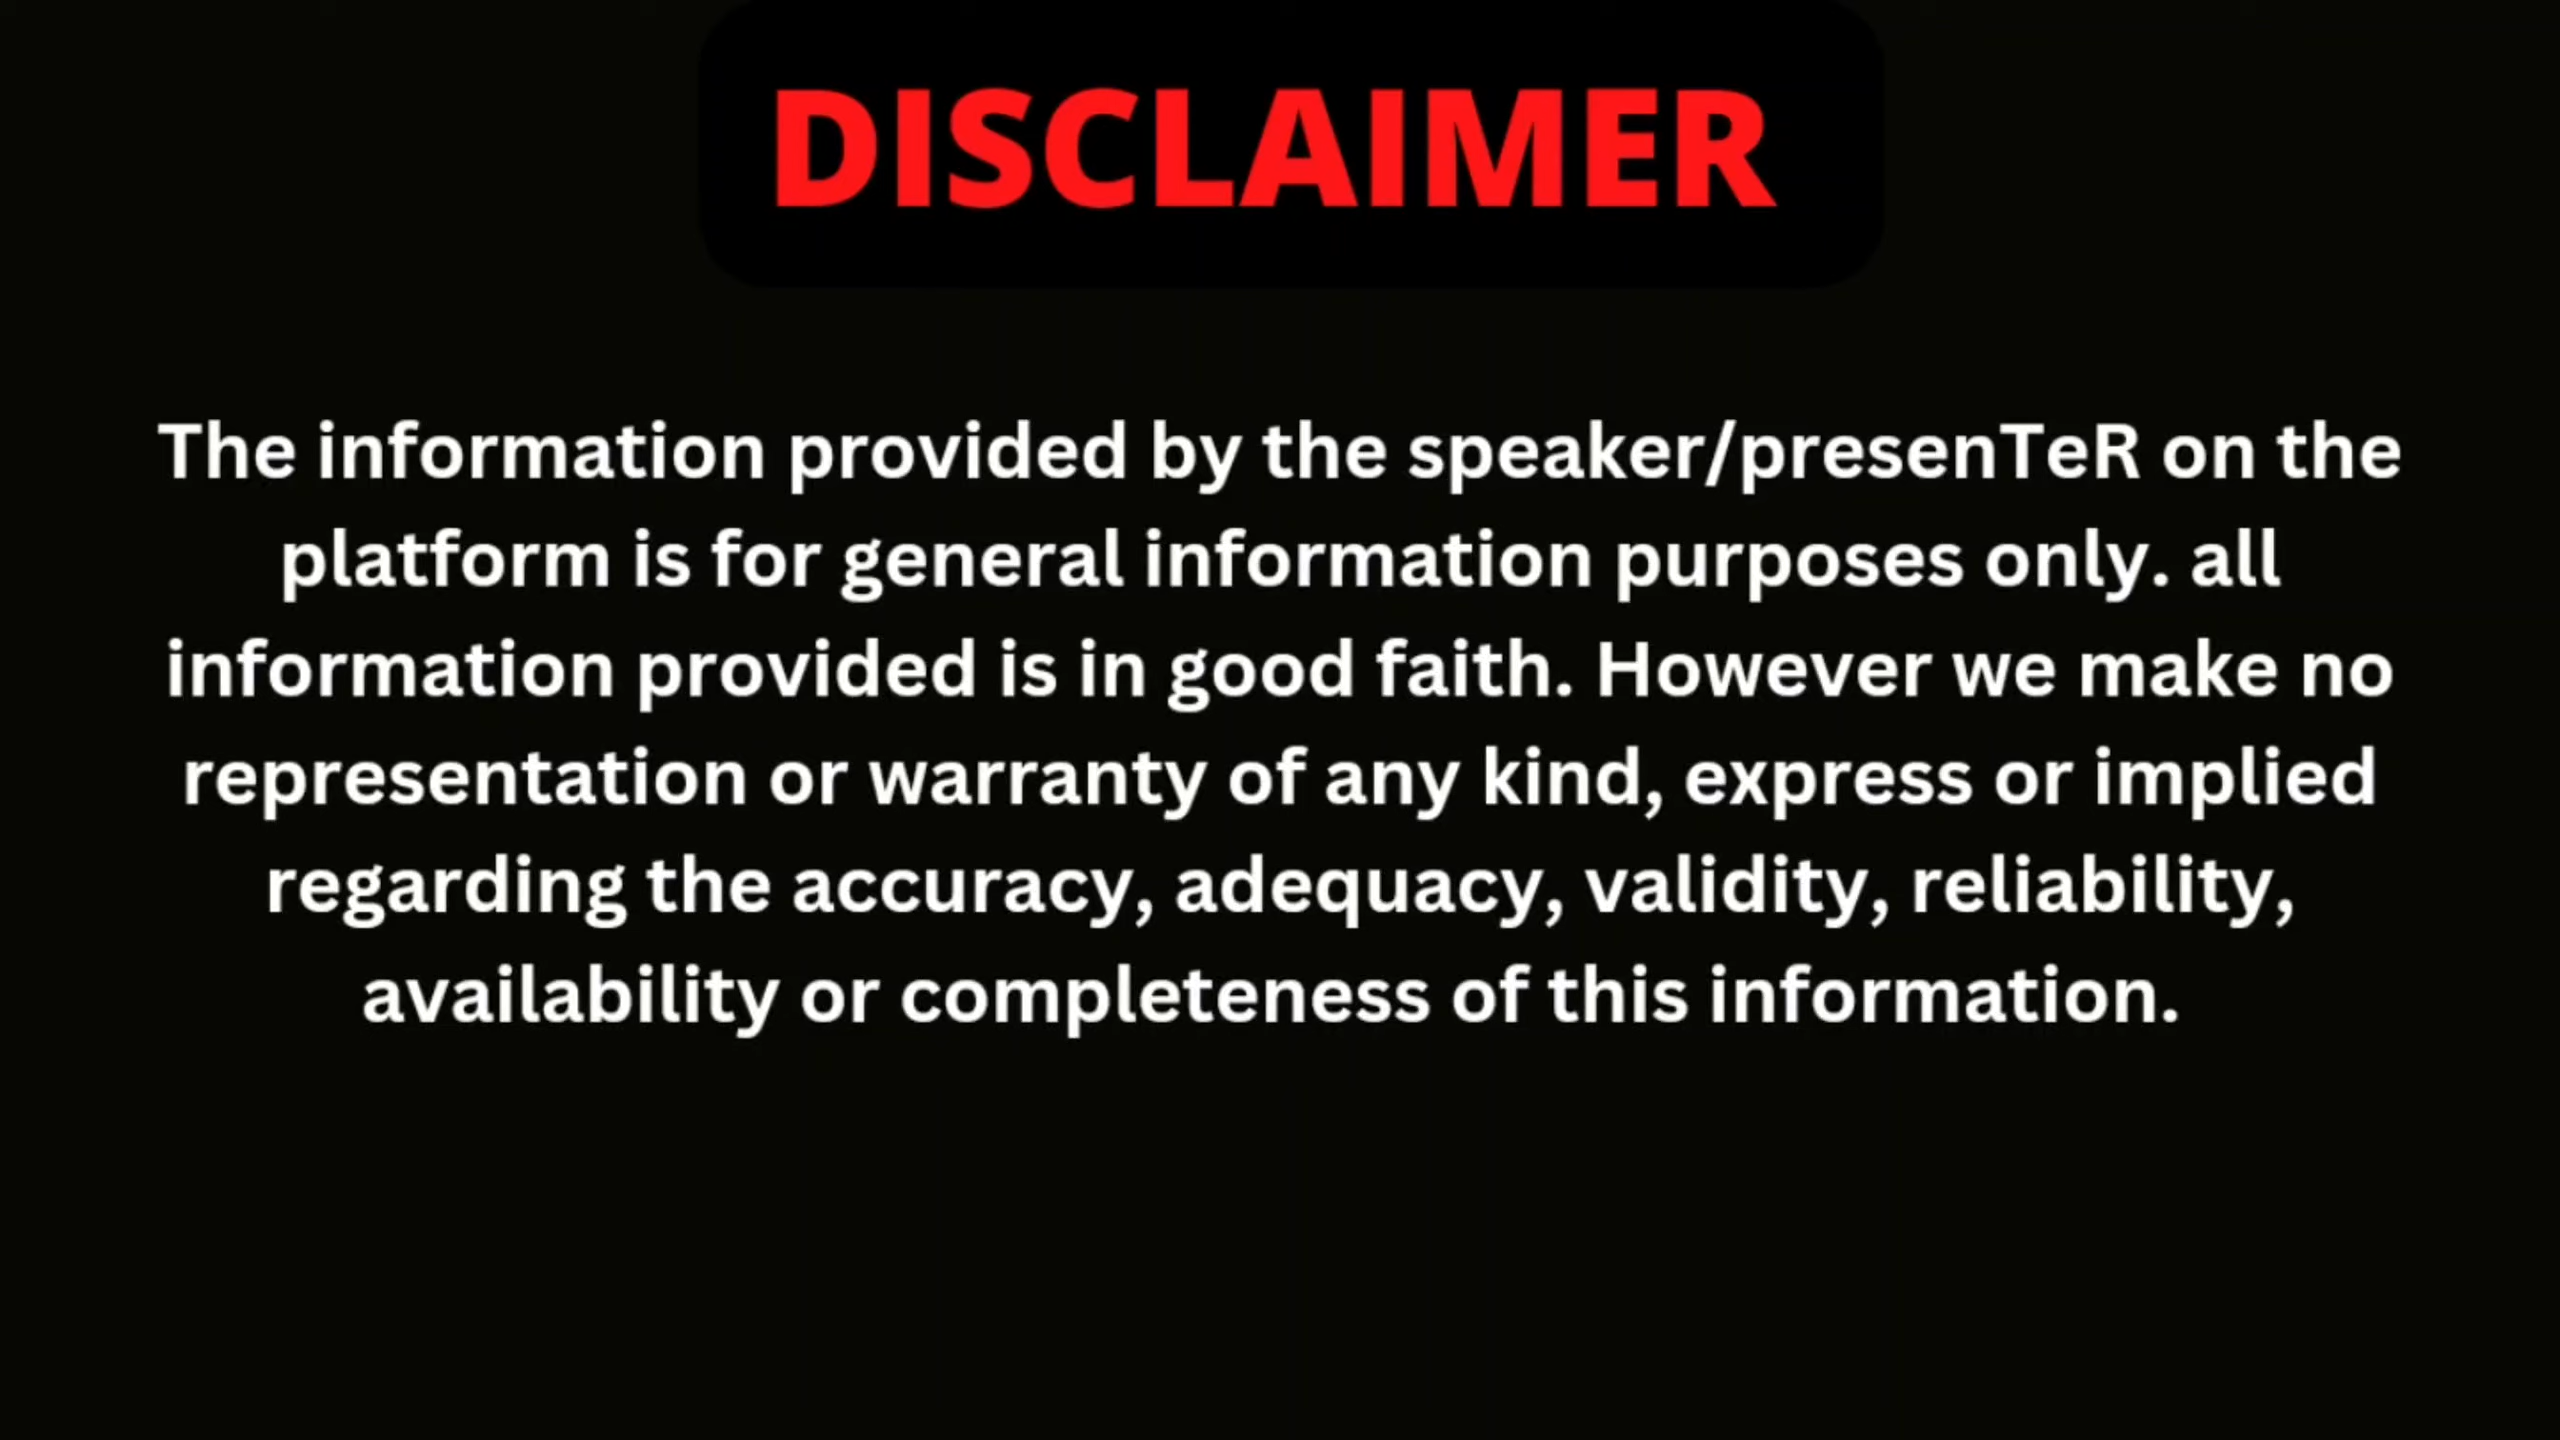 DISCLAIMER
The information provided by the speaker/presenTeR on the
platform is for general information purposes only. all
information provided is in good faith. However we make no
representation or warranty of any kind, express or implied
regarding the accuracy, adequacy, validity, reliability,
availability or completeness of this information.